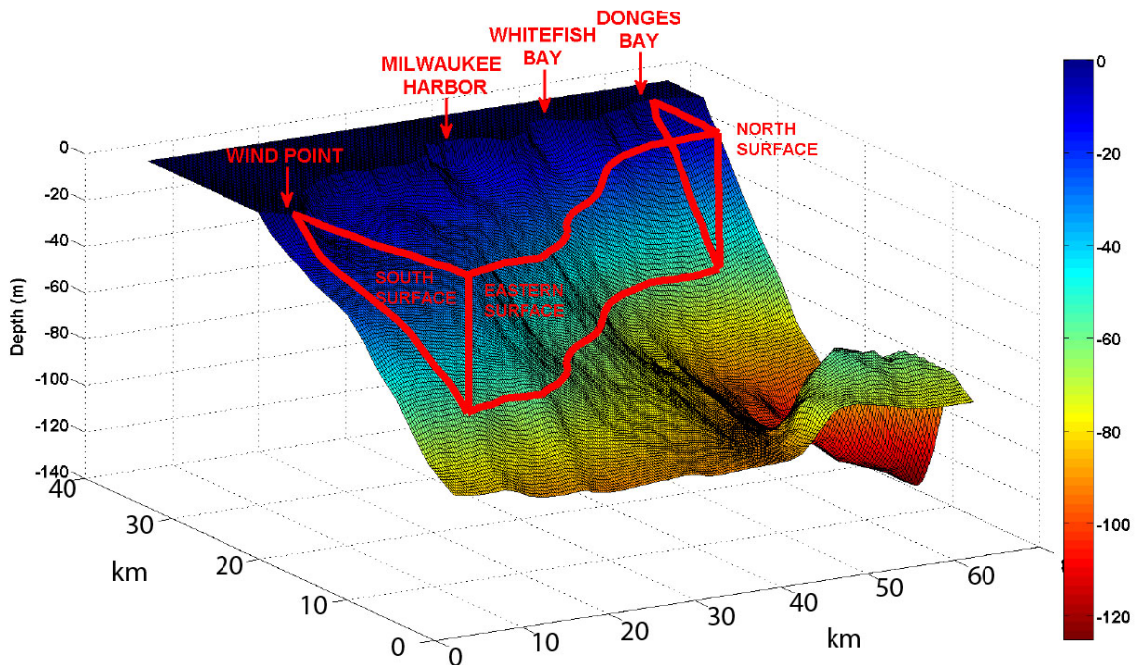 DONGES
BAY
WHITEFISH
BAY
MILWAUKEE
HARBOR
WIND POINT
NORTH
SURFACE
SOUTH
SURFACE
EASTERN
SURFACE
Depth (m)
0
-20
-40
-60
-80
-100
-120
-140
40
30
20
10
0
km
0
10
20
30
40
50
60
km
0
-20
-40
-60
-80
-100
-120